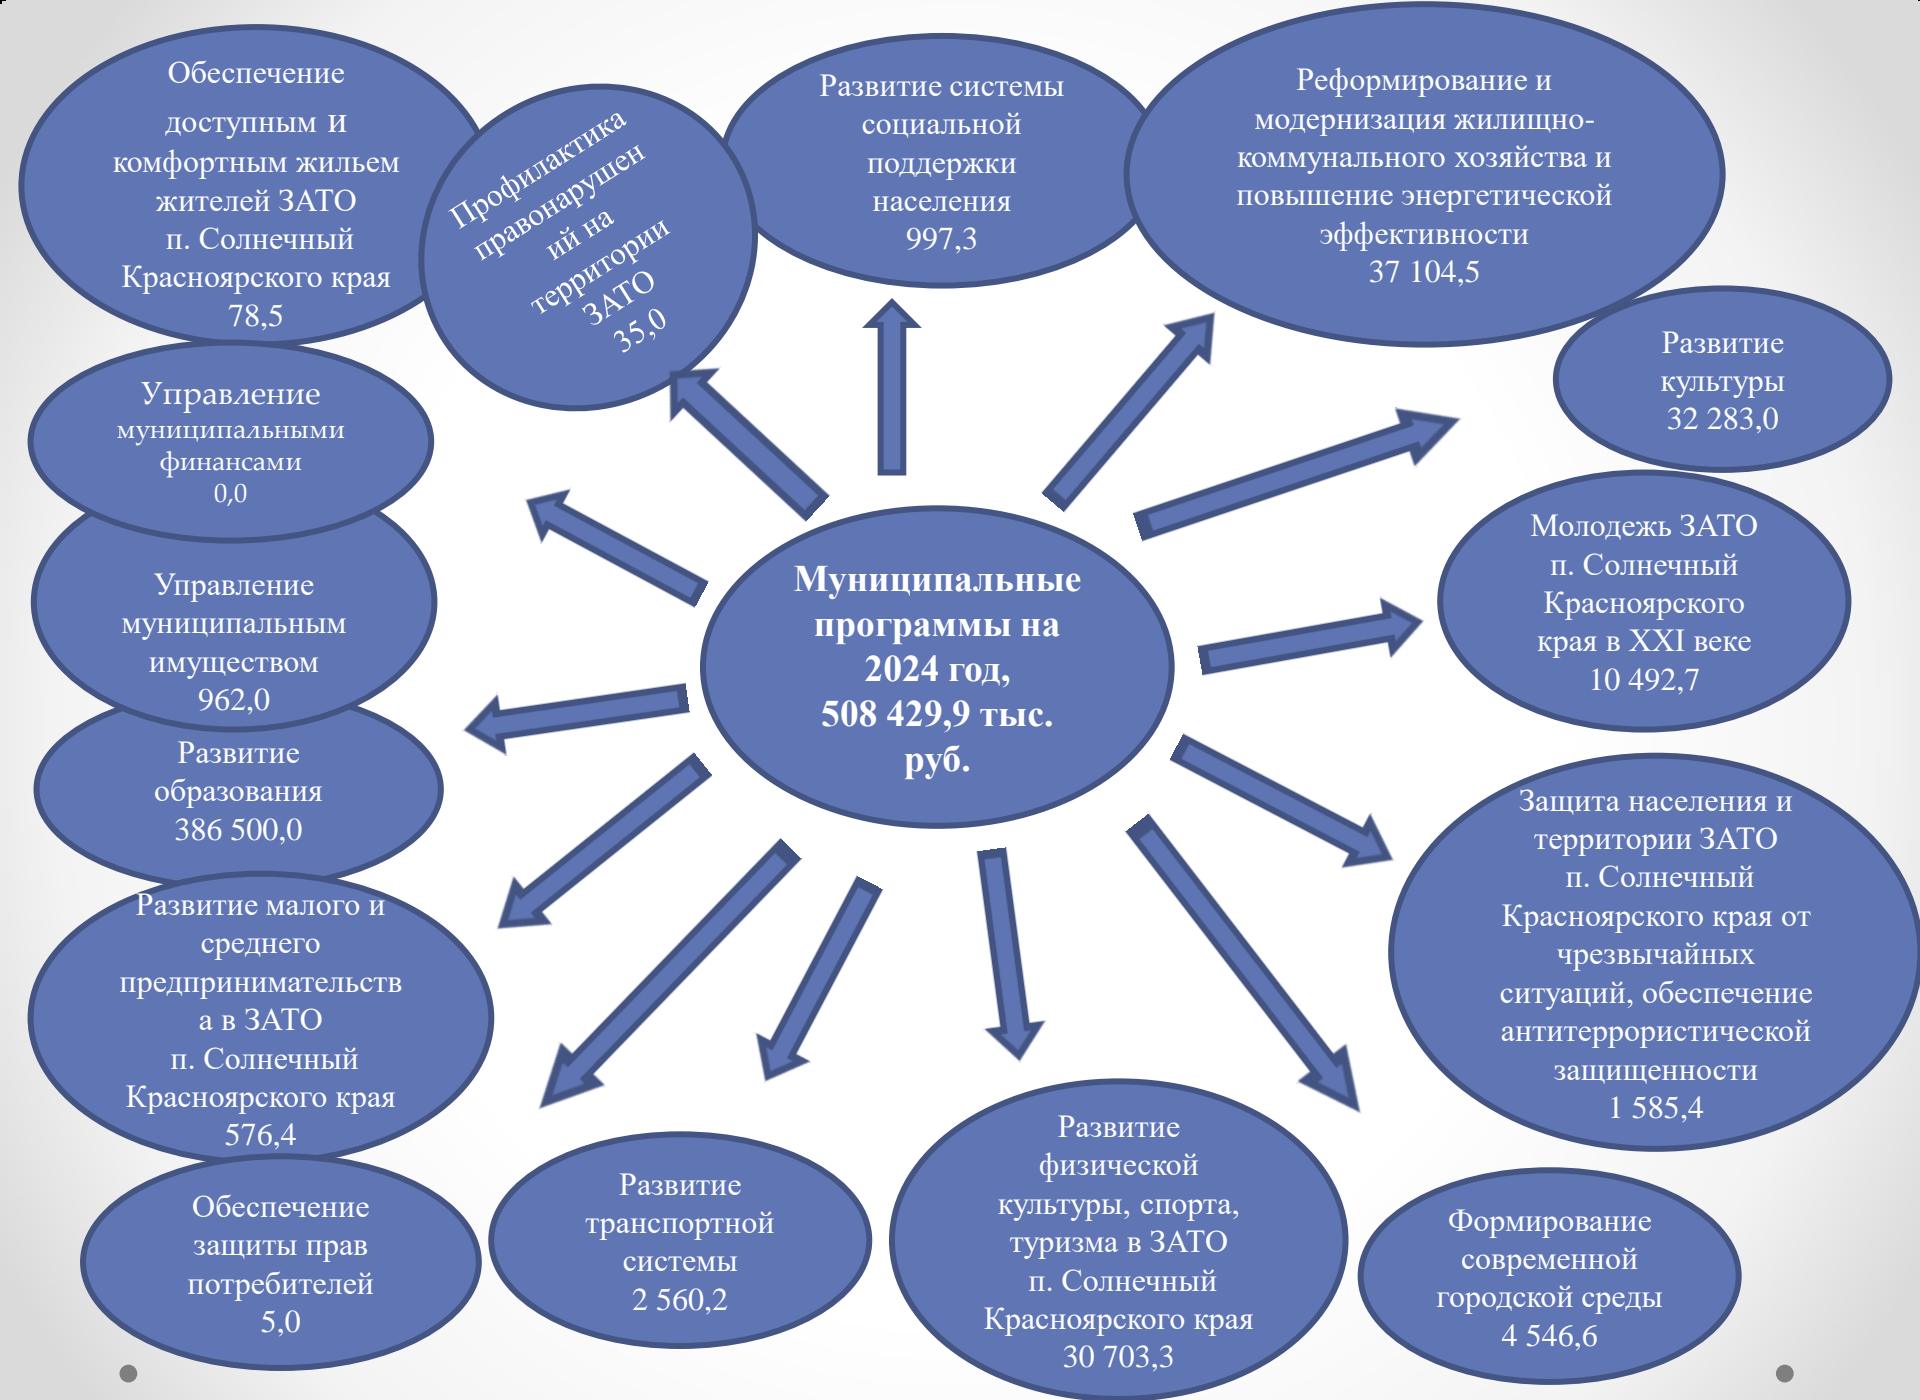 Обеспечение
доступным и
комфортным жильем
жителей ЗАТО
п. Солнечный
Красноярского края
78,5
Профилактика
правонарушен
ий на
территории
ЗАТО
35,0
Развитие системы
социальной
поддержки
населения
997,3
Реформирование и
модернизация жилищно-
коммунального хозяйства и
повышение энергетической
эффективности
37 104,5
Развитие
культуры
32 283,0
Управление
муниципальными
финансами
0,0
Управление
муниципальным
имуществом
962,0
Муниципальные
программы на
2024 год,
508 429,9 тыс.
руб.
Молодежь ЗАТО
п. Солнечный
Красноярского
края в XXI веке
10 492,7
Развитие
образования
386 500,0
Защита населения и
территории ЗАТО
п. Солнечный
Красноярского края от
чрезвычайных
ситуаций, обеспечение
антитеррористической
защищенности
1 585,4
Развитие малого и
среднего
предпринимательств
а в ЗАТО
п. Солнечный
Красноярского края
576,4
Обеспечение
защиты прав
потребителей
5,0
Развитие
транспортной
системы
2 560,2
Развитие
физической
культуры, спорта,
туризма в ЗАТО
п. Солнечный
Красноярского края
30 703,3
Формирование
современной
городской среды
4 546,6